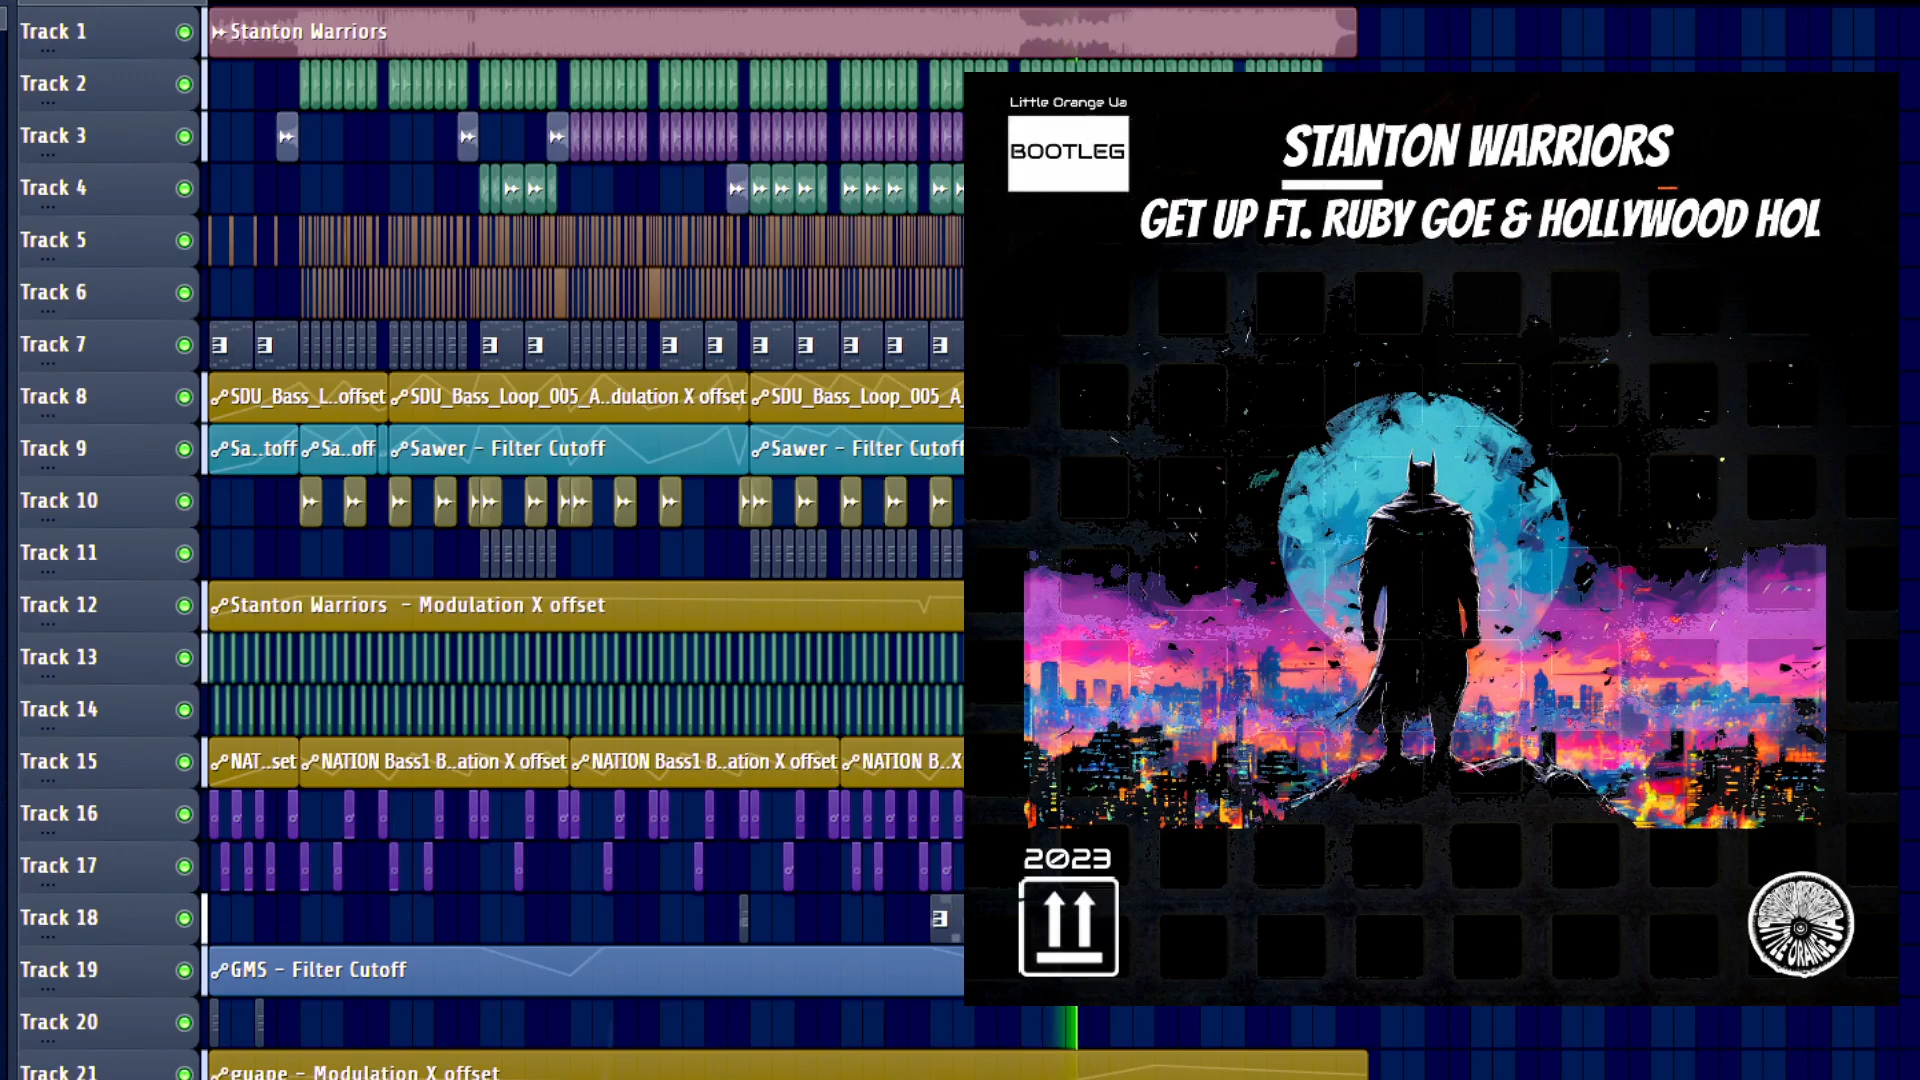 Track 1
Stanton Warriors
Track 2
Track 3
Track 4
Track 5
Track 6
Track 7
Track 8
SDU_Bass_L..offset
SDU_Bass_Loop_005_A..dulation X offset
SDU_Bass_Loop_005_A
Track 9
Sa..toff
Sa..off
Sawer - Filter Cutoff
Sawer - Filter Cutoff
Track 10
Track 11
Track 12
Stanton Warriors - Modulation X offset
Track 13
Track 14
Track 15
NAT..set
NATION Bass1 B..ation X offset
NATION Bass1 B..ation X offset
NATION B..X
Track 16
Track 17
Track 18
Track 19
GMS - Filter Cutoff
Track 20
Track 21
guape - Modulation X offset
Little Orange Ua
BOOTLEG
STANTON WARRIORS
GET UP FT. RUBY GOE & HOLLYWOOD HOL
2023
LITTLE ORANGE UA